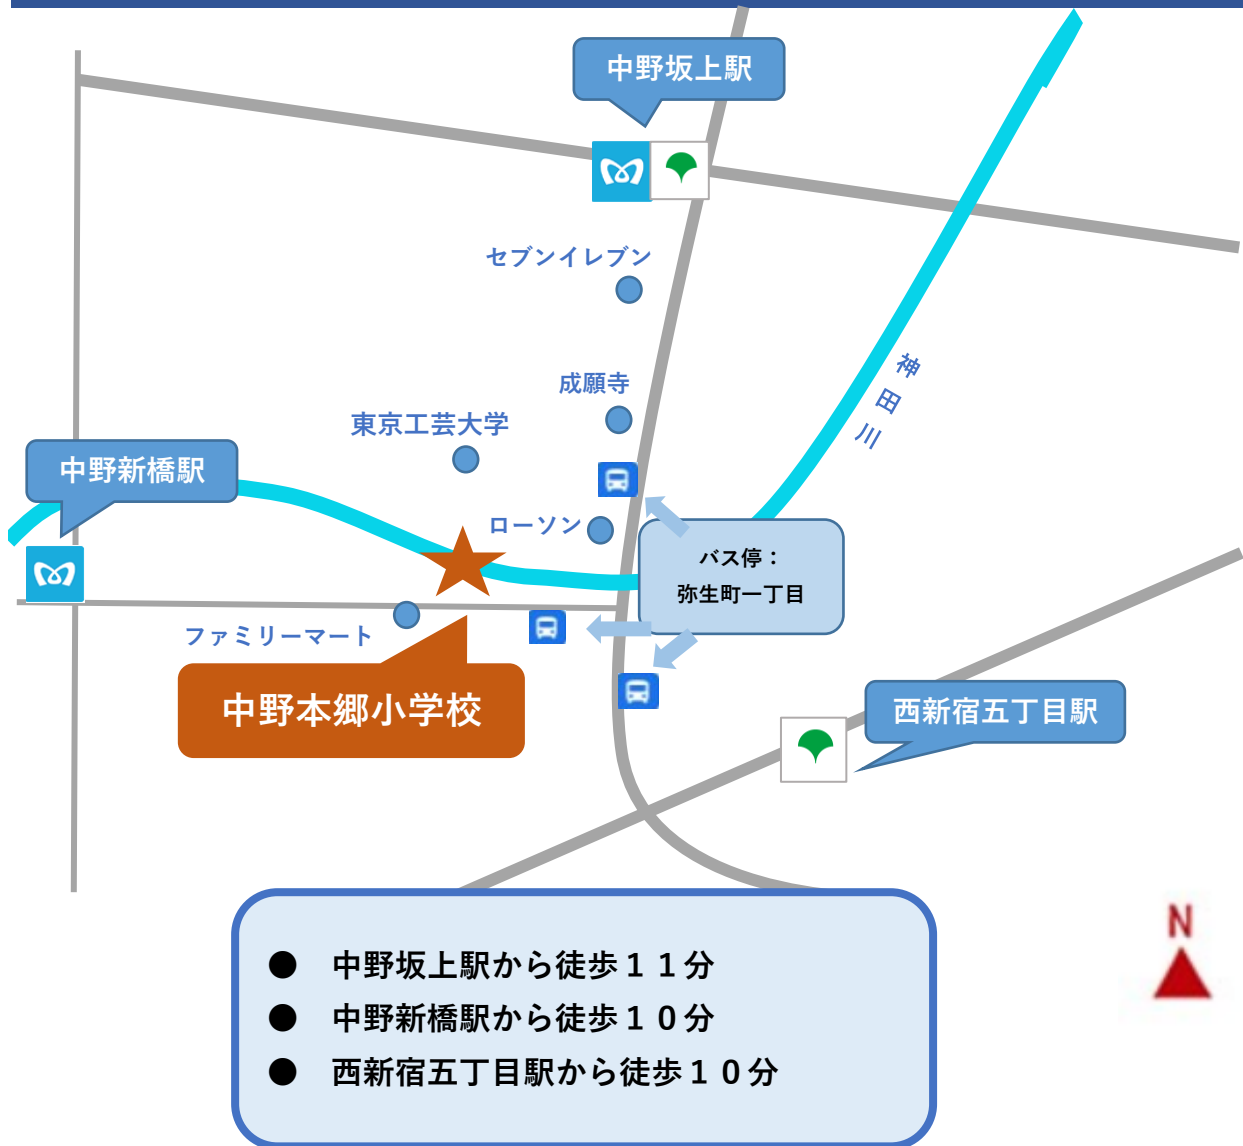 中野坂上駅
セブンイレブン
成願寺
東京工芸大学
神田川
中野新橋駅
ローソン
バス停：
弥生町一丁目
ファミリーマート
中野本郷小学校
西新宿五丁目駅
N
● 中野坂上駅から徒歩１１分
● 中野新橋駅から徒歩１０分
● 西新宿五丁目駅から徒歩１０分